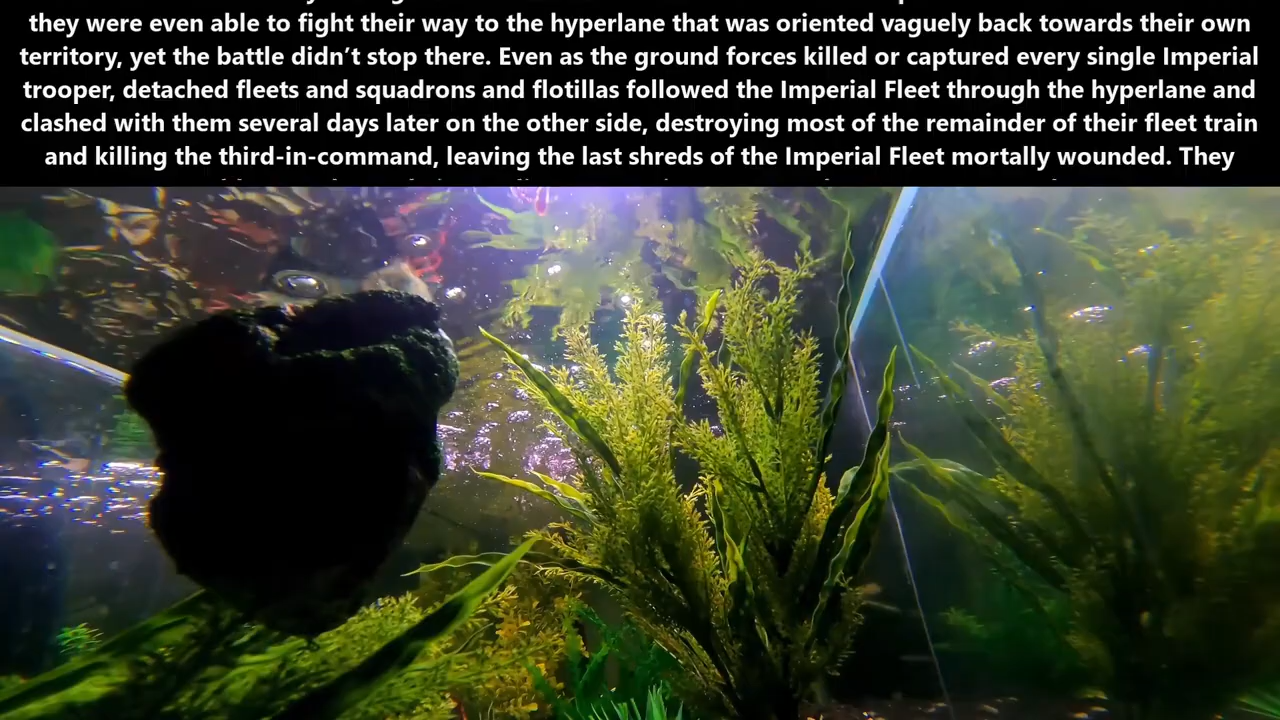 they were even able to fight their way to the hyperlane that was oriented vaguely back towards their own
territory, yet the battle didn’t stop there. Even as the ground forces killed or captured every single Imperial
trooper, detached fleets and squadrons and flotillas followed the Imperial Fleet through the hyperlane and
clashed with them several days later on the other side, destroying most of the remainder of their fleet train
and killing the third-in-command, leaving the last shreds of the Imperial Fleet mortally wounded. They